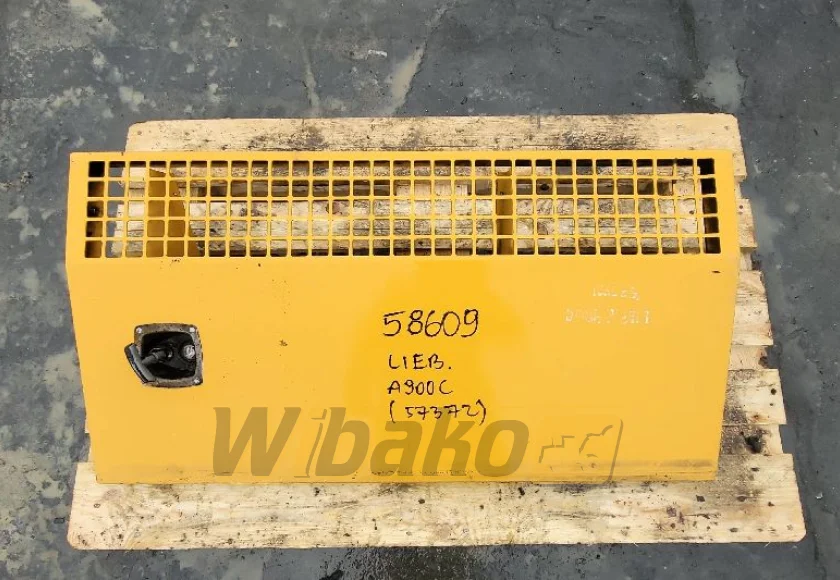 58609
LIEB.
A900C
(57372)
Wibako